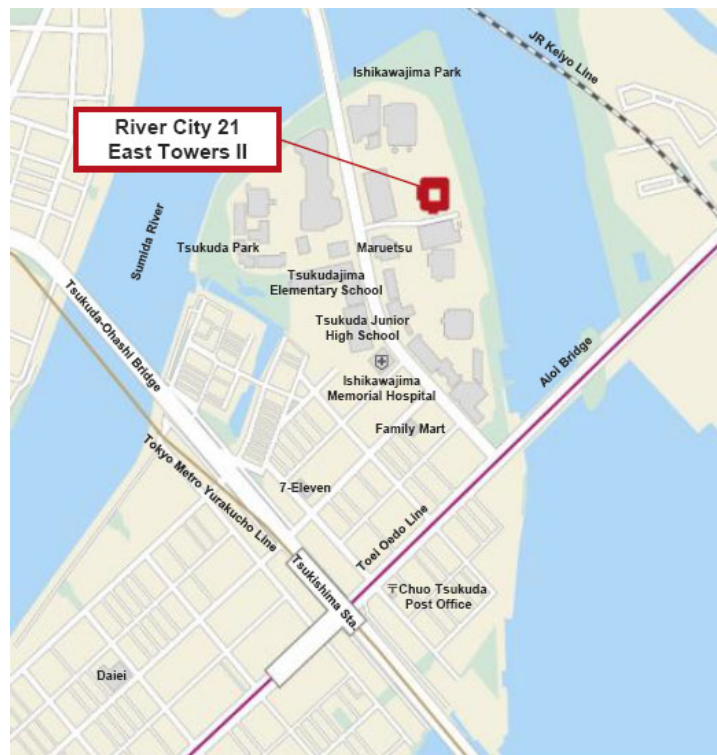 JR Keiyo Line
Ishikawajima Park
River City 21
East Towers II
Sumida River
Tsukuda Park
Maruetsu
Tsukudajima
Elementary School
Tsukuda-Ohashi Bridge
Tsukuda Junior
High School
Aloi Bridge
Ishikawajima
Memorial Hospital
Family Mart
Tokyo Metro Yurakucho Line
7-Eleven
Toei Oedo Line
Tsukishima Sta.
〒Chuo Tsukuda
Post Office
Daiei